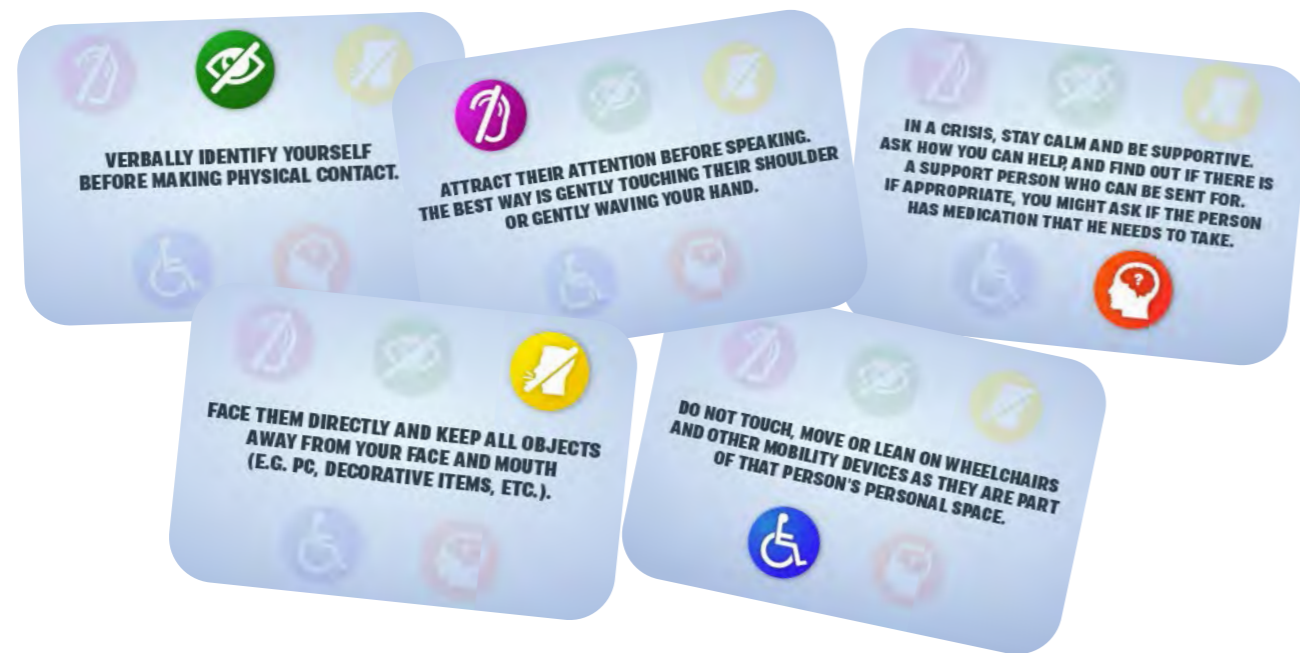 VERBALLY IDENTIFY YOURSELF
BEFORE MAKING PHYSICAL CONTACT.
ATTRACT THEIR ATTENTION BEFORE SPEAKING.
THE BEST WAY IS GENTLY TOUCHING THEIR SHOULDER
OR GENTLY WAVING YOUR HAND.
IN A CRISIS, STAY CALM AND BE SUPPORTIVE.
ASK HOW YOU CAN HELP, AND FIND OUT IF THERE IS
A SUPPORT PERSON WHO CAN BE SENT FOR.
IF APPROPRIATE, YOU MIGHT ASK IF THE PERSON
HAS MEDICATION THAT HE NEEDS TO TAKE.
FACE THEM DIRECTLY AND KEEP ALL OBJECTS
AWAY FROM YOUR FACE AND MOUTH
(E.G. PC, DECORATIVE ITEMS, ETC.).
DO NOT TOUCH, MOVE OR LEAN ON WHEELCHAIRS
AND OTHER MOBILITY DEVICES AS THEY ARE PART
OF THAT PERSON'S PERSONAL SPACE.